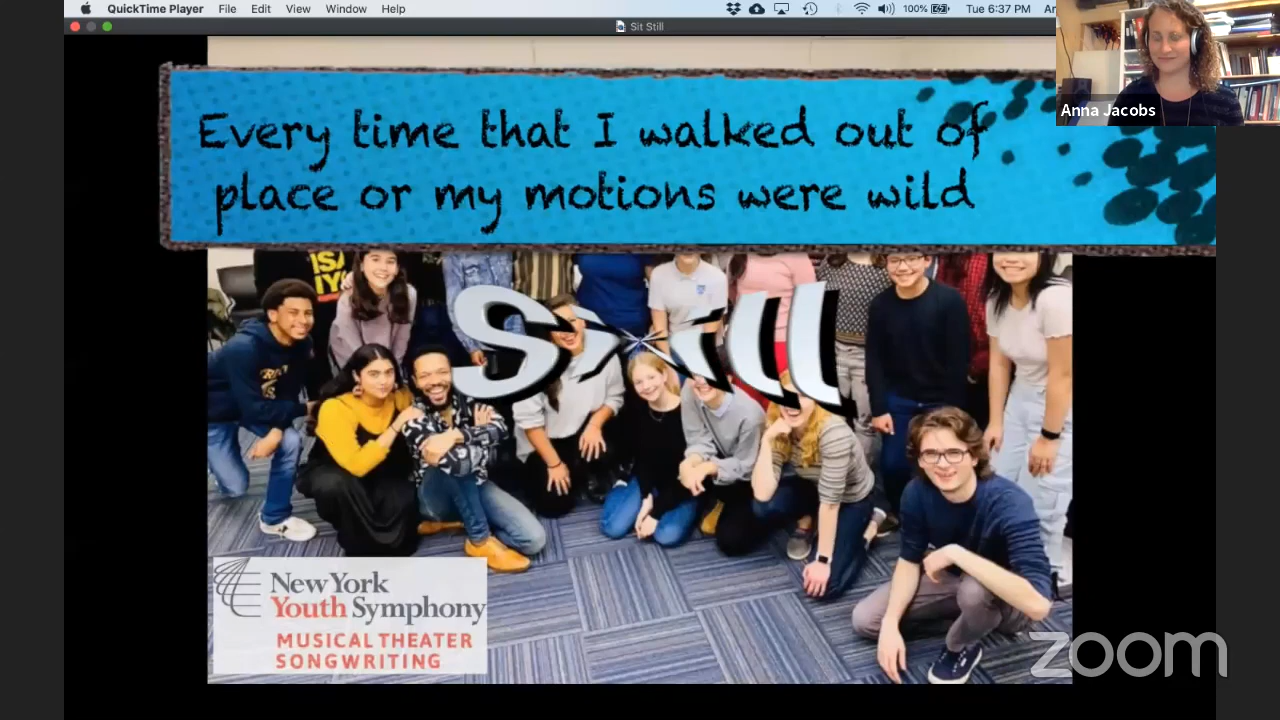 QuickTime Player File Edit View Window Help 100% Tue 6:37 PM
Sit Still
Anna Jacobs
Every time that I walked out of
place or my motions were wild
New York
Youth Symphony
MUSICAL THEATER
SONGWRITING
zoom